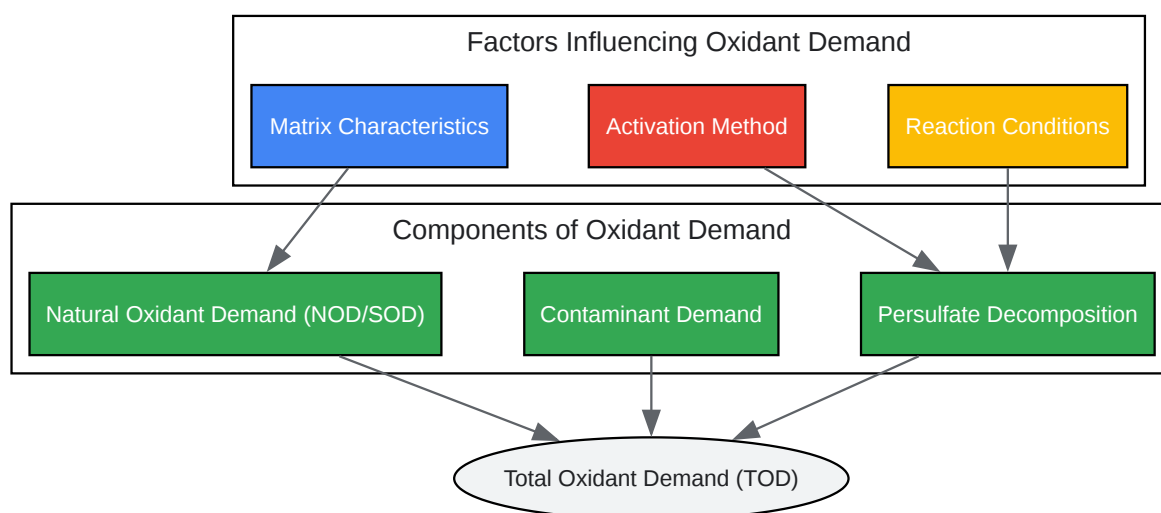 Factors Influencing Oxidant Demand
Matrix Characteristics
Activation Method
Reaction Conditions
Components of Oxidant Demand
Natural Oxidant Demand (NOD/SOD)
Contaminant Demand
Persulfate Decomposition
Total Oxidant Demand (TOD)